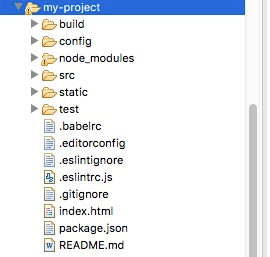 my-project
build
config
node_modules
src
static
test
.babelrc
.editorconfig
.eslintignore
.eslintrc.js
.gitignore
index.html
package.json
README.md